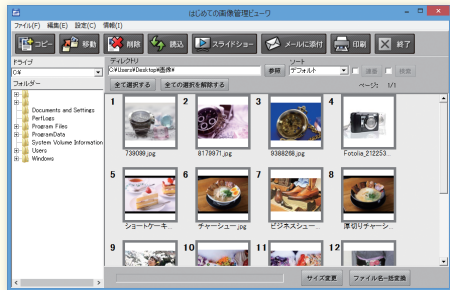 はじめての画像管理ビューワ
ファイル(F) 編集(E) 設定(C) 情報(I)
コピー 移動 削除 読込 スライドショー メールに添付 印刷 終了
ドライブ ディレクトリ ソート
C:¥ C:¥Users¥Desktop¥画像¥ 参照 デフォルト 連番 検索
フォルダー 全て選択する 全ての選択を解除する ページ: 1/1
Documents and Settings
PerfLogs
Program Files
ProgramData
System Volume Information
Users
Windows
1 2 3 4
739099.jpg 8179971.jpg 9388268.jpg Fotolia_212253...
5 6 7 8
ショートケーキ... チャーシュー.jpg ビジネスシュー... 厚切りチャーシ...
9 10 11 12
サイズ変更 ファイル名一括変換